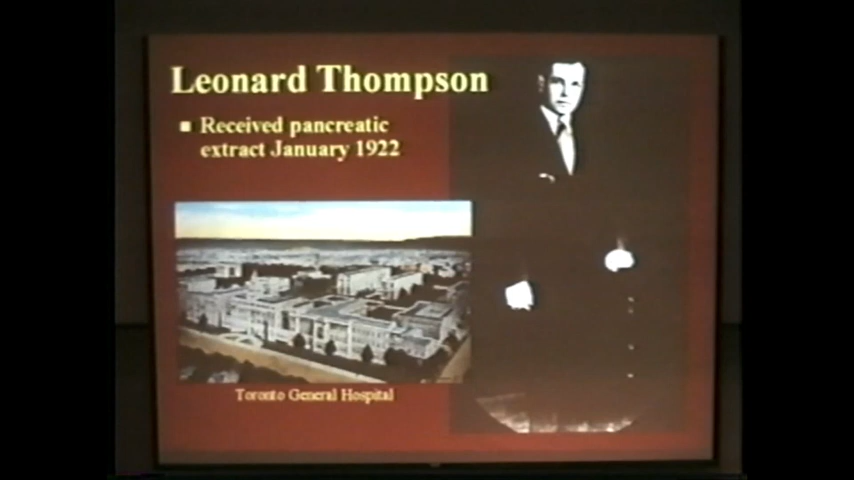 Leonard Thompson
Received pancreatic
extract January 1922
Toronto General Hospital